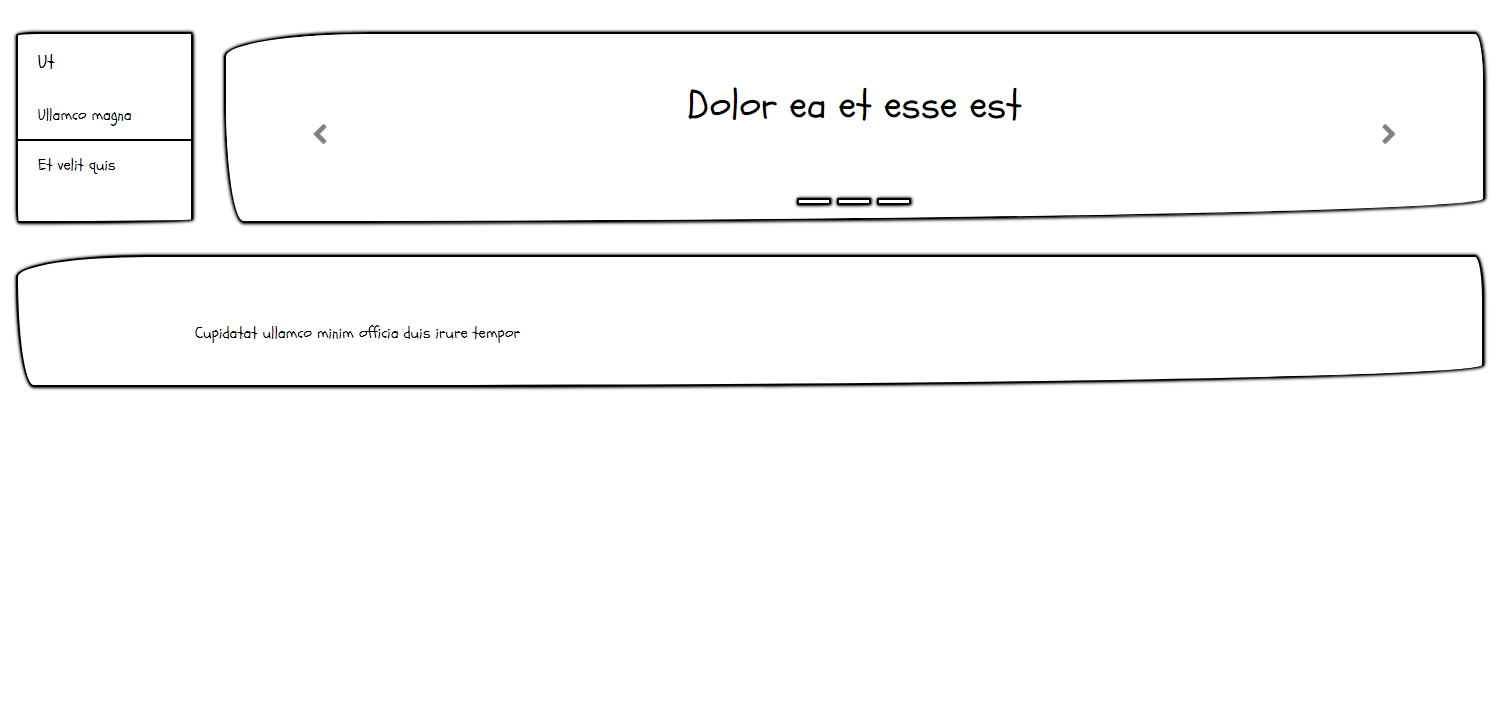 Ut
Ullamco magna
Et velit quis
Dolor ea et esse est
Cupidatat ullamco minim officia duis irure tempor